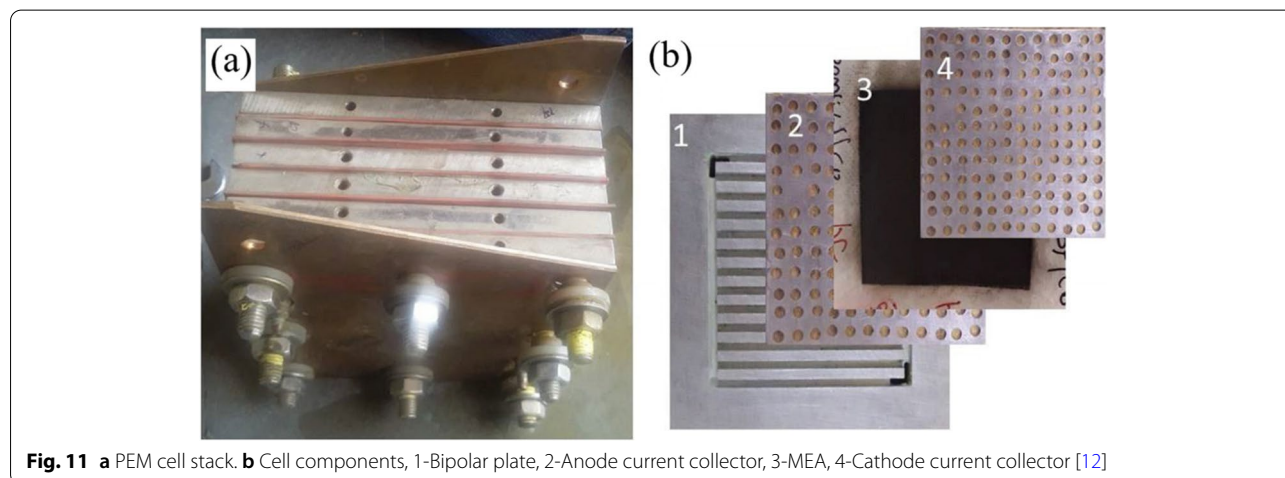 (a)
(b)
1
2
3
4
Fig. 11 a PEM cell stack. b Cell components, 1-Bipolar plate, 2-Anode current collector, 3-MEA, 4-Cathode current collector [12]